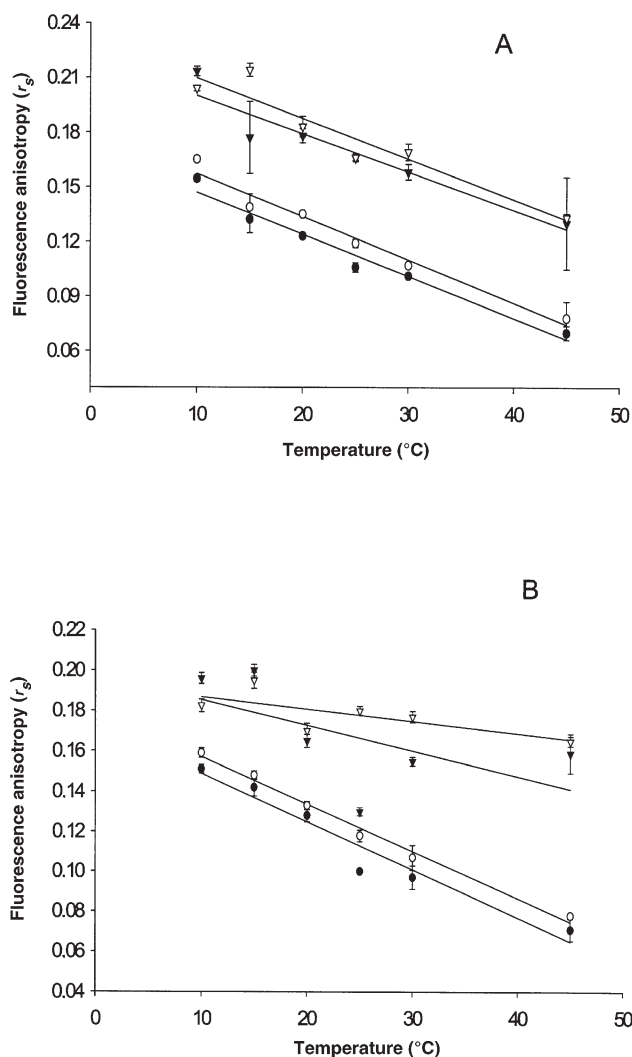 A
Fluorescence anisotropy (rs)
0.24
0.21
0.18
0.15
0.12
0.09
0.06
0 10 20 30 40 50
Temperature (°C)
B
Fluorescence anisotropy (rs)
0.22
0.20
0.18
0.16
0.14
0.12
0.10
0.08
0.06
0.04
0 10 20 30 40 50
Temperature (°C)